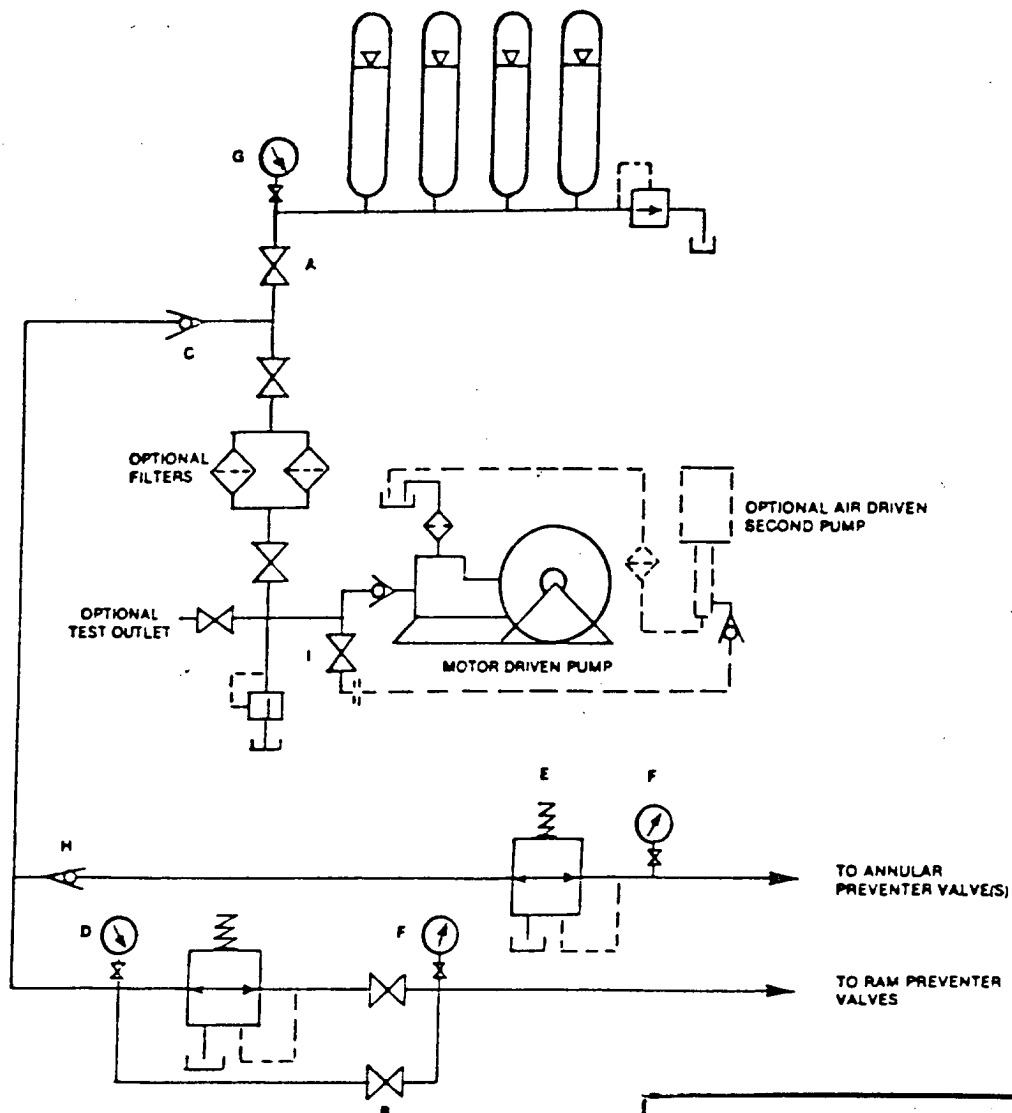 G
A
C
OPTIONAL
FILTERS
OPTIONAL AIR DRIVEN
SECOND PUMP
OPTIONAL
TEST OUTLET
I
MOTOR DRIVEN PUMP
E
F
H
TO ANNULAR
PREVENTER VALVE(S)
D
F
TO RAM PREVENTER
VALVES